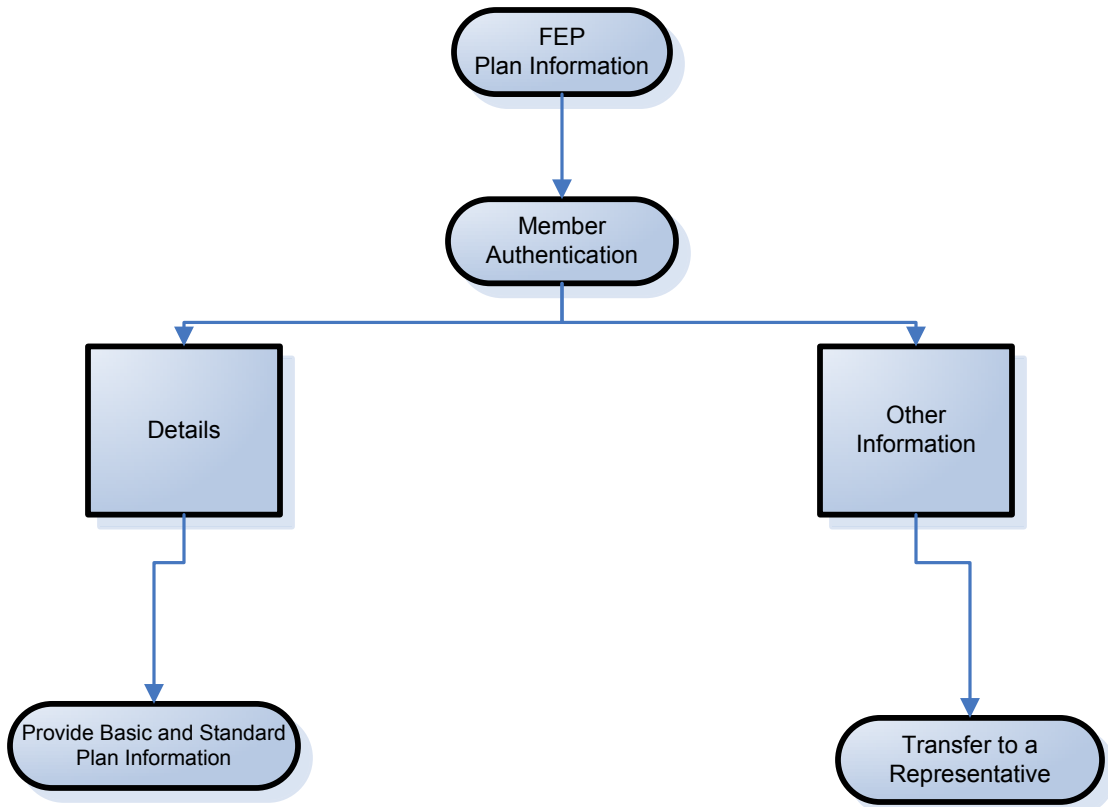 FEP
Plan Information
Member
Authentication
Details
Other
Information
Provide Basic and Standard
Plan Information
Transfer to a
Representative